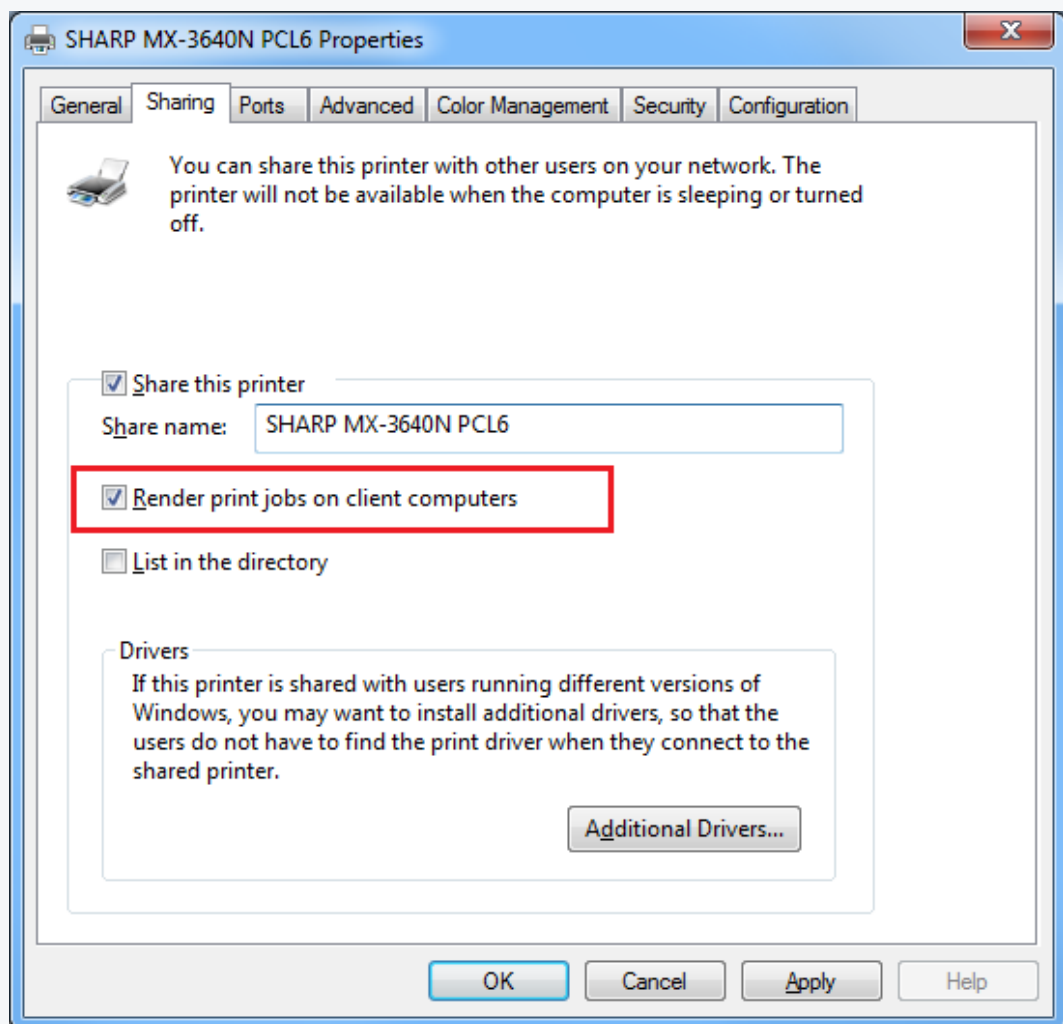 SHARP MX-3640N PCL6 Properties
General Sharing Ports Advanced Color Management Security Configuration
You can share this printer with other users on your network. The
printer will not be available when the computer is sleeping or turned
off.
Share this printer
Share name: SHARP MX-3640N PCL6
Render print jobs on client computers
List in the directory
Drivers
If this printer is shared with users running different versions of
Windows, you may want to install additional drivers, so that the
users do not have to find the print driver when they connect to the
shared printer.
Additional Drivers...
OK Cancel Apply Help